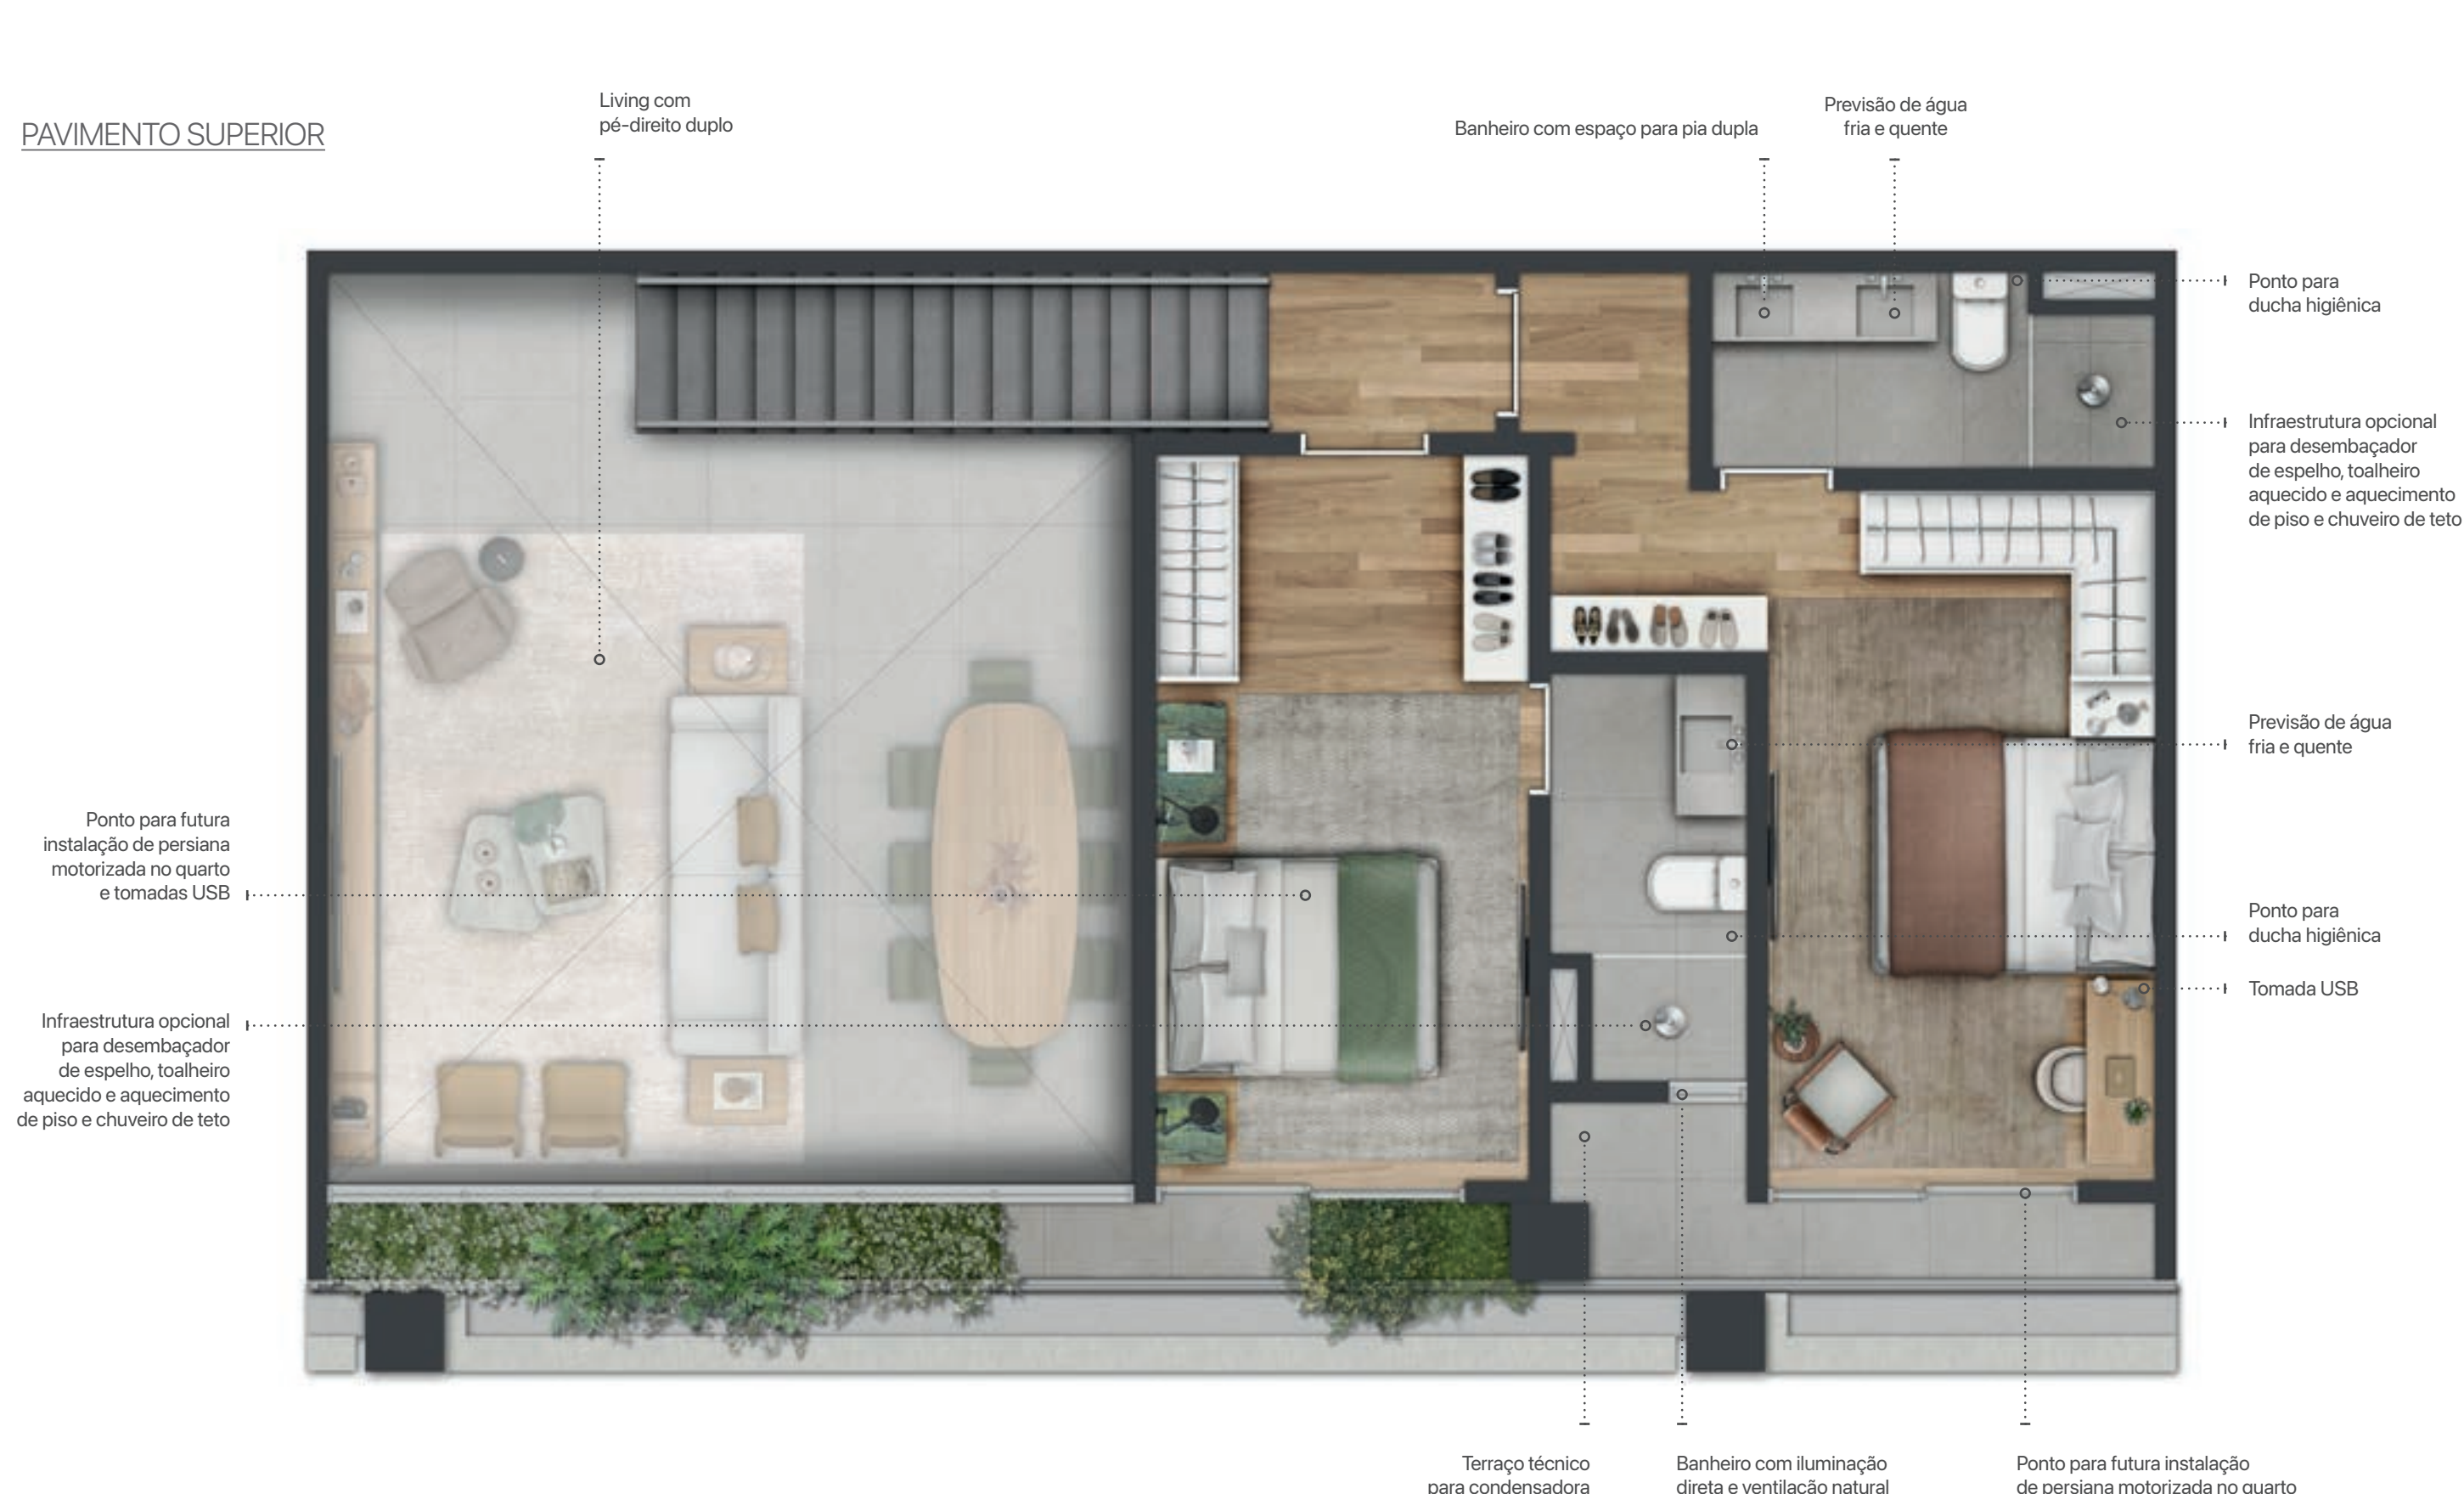 PAVIMENTO SUPERIOR
Living com
pé-direito duplo
Banheiro com espaço para pia dupla
Previsão de água
fria e quente
Ponto para
ducha higiênica
Infraestrutura opcional
para desembaçador
de espelho, toalheiro
aquecido e aquecimento
de piso e chuveiro de teto
Previsão de água
fria e quente
Ponto para futura
instalação de persiana
motorizada no quarto
e tomadas USB
Ponto para
ducha higiênica
Tomada USB
Infraestrutura opcional
para desembaçador
de espelho, toalheiro
aquecido e aquecimento
de piso e chuveiro de teto
Terraço técnico
para condensadora
Banheiro com iluminação
direta e ventilação natural
Ponto para futura instalação
de persiana motorizada no quarto